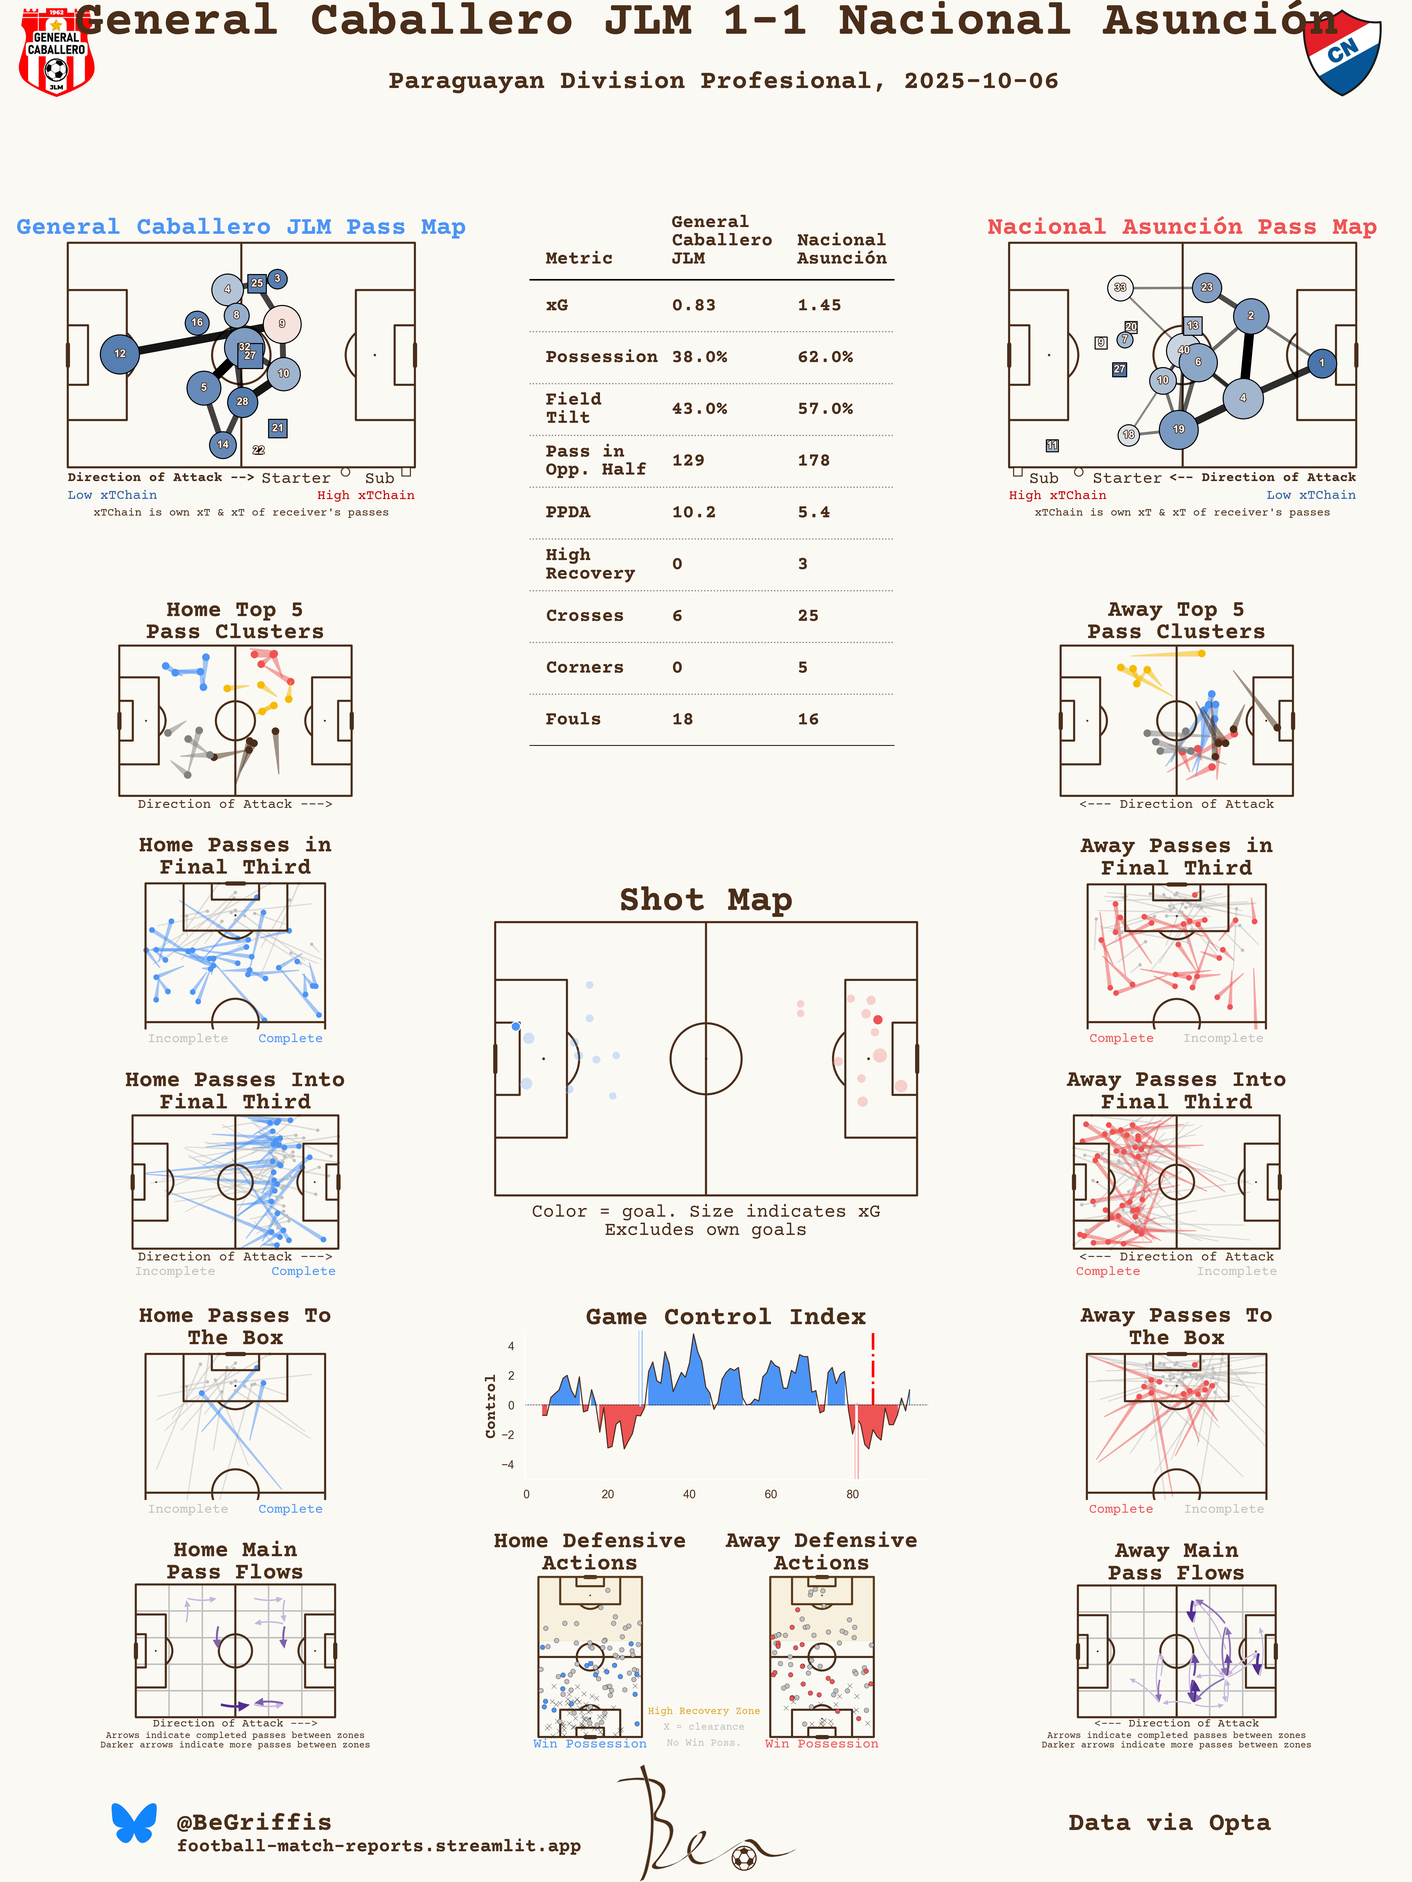 General Caballero JLM 1-1 Nacional Asunción
Paraguayan Division Profesional, 2025-10-06
1962
GENERAL
CABALLERO
JLM
CN
General Caballero JLM Pass Map
4
25
3
8
16
9
12
32
27
10
5
28
14
21
22
Direction of Attack --> Starter Sub
Low xTChain High xTChain
xTChain is own xT & xT of receiver's passes
Metric General Caballero JLM Nacional Asunción
xG 0.83 1.45
Possession 38.0% 62.0%
Field Tilt 43.0% 57.0%
Pass in Opp. Half 129 178
PPDA 10.2 5.4
High Recovery 0 3
Crosses 6 25
Corners 0 5
Fouls 18 16
Nacional Asunción Pass Map
33
23
2
20
13
9
7
40
6
1
27
10
4
18
19
11
Sub Starter <-- Direction of Attack
High xTChain Low xTChain
xTChain is own xT & xT of receiver's passes
Home Top 5
Pass Clusters
Direction of Attack --->
Away Top 5
Pass Clusters
<--- Direction of Attack
Home Passes in
Final Third
Incomplete Complete
Away Passes in
Final Third
Complete Incomplete
Shot Map
Color = goal. Size indicates xG
Excludes own goals
Home Passes Into
Final Third
Direction of Attack --->
Incomplete Complete
Away Passes Into
Final Third
<--- Direction of Attack
Complete Incomplete
Home Passes To
The Box
Incomplete Complete
Game Control Index
Control
4
2
0
−2
−4
0 20 40 60 80
Away Passes To
The Box
Complete Incomplete
Home Main
Pass Flows
Direction of Attack --->
Arrows indicate completed passes between zones
Darker arrows indicate more passes between zones
Home Defensive
Actions
Win Possession
High Recovery Zone
X = clearance
No Win Poss.
Away Defensive
Actions
Win Possession
Away Main
Pass Flows
<--- Direction of Attack
Arrows indicate completed passes between zones
Darker arrows indicate more passes between zones
@BeGriffis
football-match-reports.streamlit.app
Ben
Data via Opta